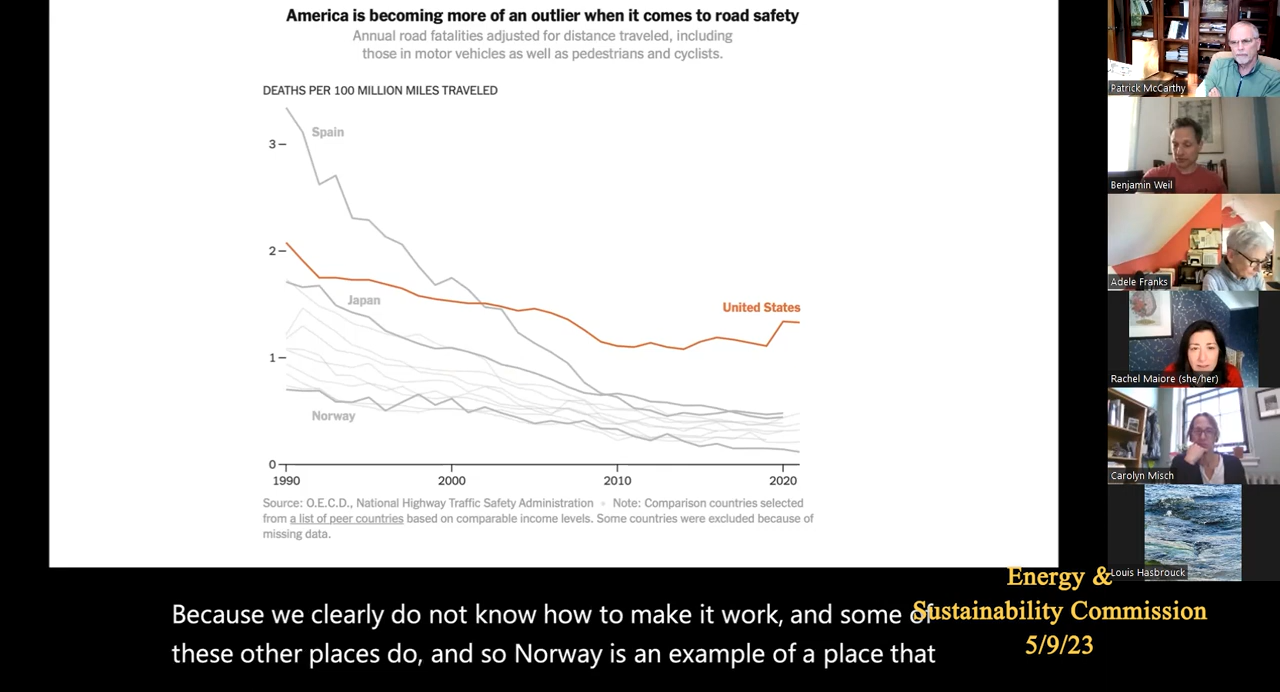 America is becoming more of an outlier when it comes to road safety
Annual road fatalities adjusted for distance traveled, including
those in motor vehicles as well as pedestrians and cyclists.
DEATHS PER 100 MILLION MILES TRAVELED
Spain
3
2
United States
Japan
1
Norway
0
1990
2000
2010
2020
Source: O.E.C.D., National Highway Traffic Safety Administration • Note: Comparison countries selected
from a list of peer countries based on comparable income levels. Some countries were excluded because of
missing data.
Patrick McCarthy
Benjamin Weil
Adele Franks
Rachel Maiore (she/her)
Carolyn Misch
Louis Hasbrouck
Energy &
Sustainability Commission
5/9/23
Because we clearly do not know how to make it work, and some of
these other places do, and so Norway is an example of a place that